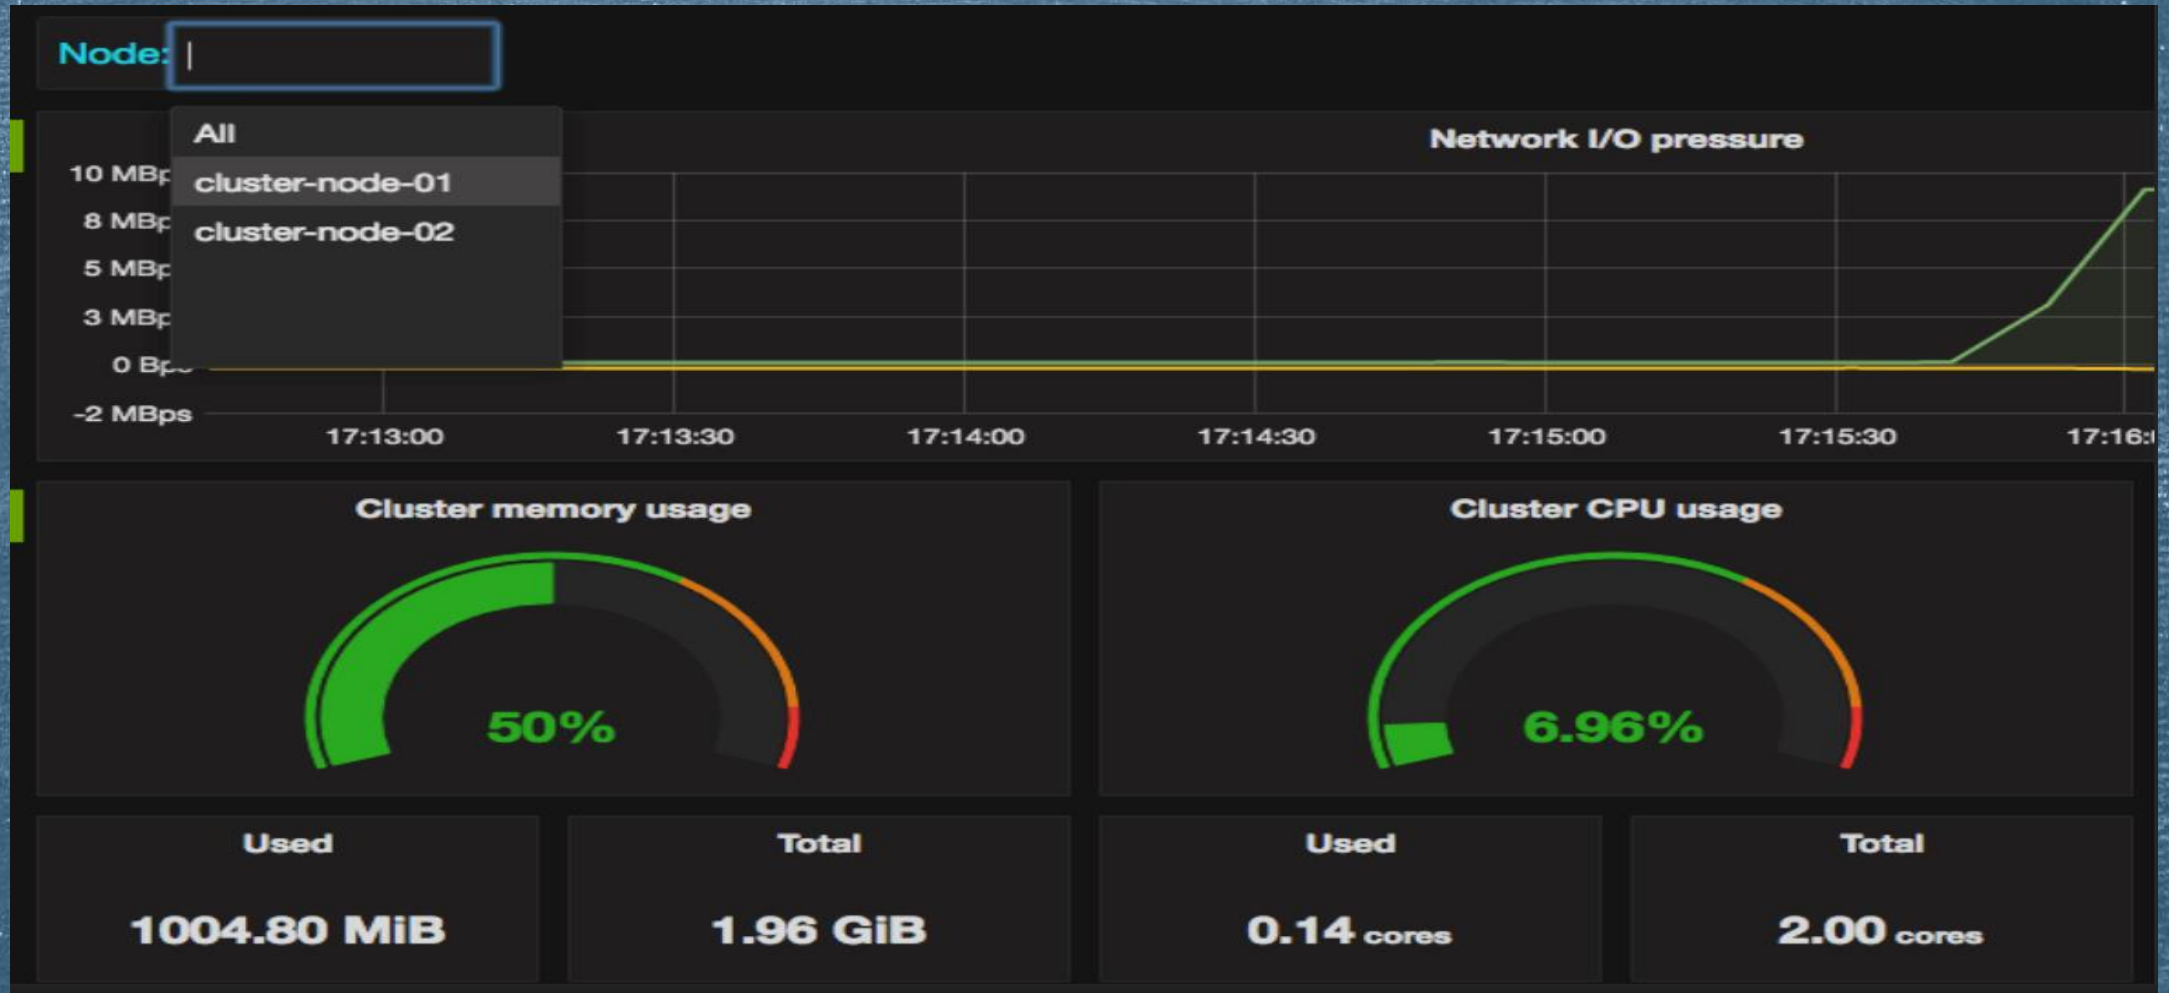 Node:
All
cluster-node-01
cluster-node-02
Network I/O pressure
10 MBp
8 MBp
5 MBp
3 MBp
0 Bps
-2 MBps
17:13:00 17:13:30 17:14:00 17:14:30 17:15:00 17:15:30 17:16:
Cluster memory usage
50%
Cluster CPU usage
6.96%
Used
1004.80 MiB
Total
1.96 GiB
Used
0.14 cores
Total
2.00 cores